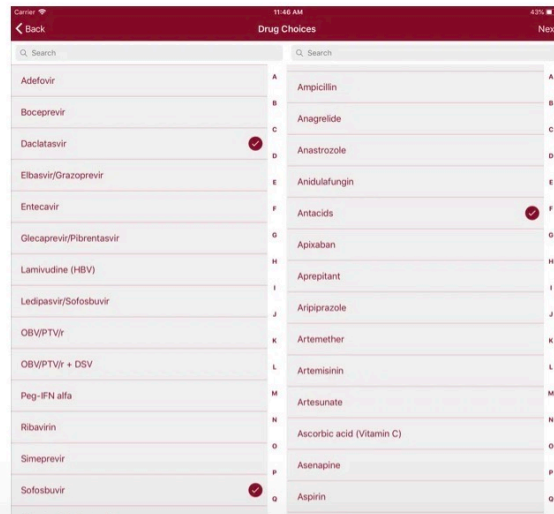 Carrier 11:46 AM 43%
Back Drug Choices Nex
Search
Adefovir
Boceprevir
Daclatasvir
Elbasvir/Grazoprevir
Entecavir
Glecaprevir/Pibrentasvir
Lamivudine (HBV)
Ledipasvir/Sofosbuvir
OBV/PTV/r
OBV/PTV/r + DSV
Peg-IFN alfa
Ribavirin
Simeprevir
Sofosbuvir
A
B
C
D
E
F
G
H
I
J
K
L
M
N
O
P
Q
Search
Ampicillin
Anagrelide
Anastrozole
Anidulafungin
Antacids
Apixaban
Aprepitant
Aripiprazole
Artemether
Artemisinin
Artesunate
Ascorbic acid (Vitamin C)
Asenapine
Aspirin
A
B
C
D
E
F
G
H
I
J
K
L
M
N
O
P
Q